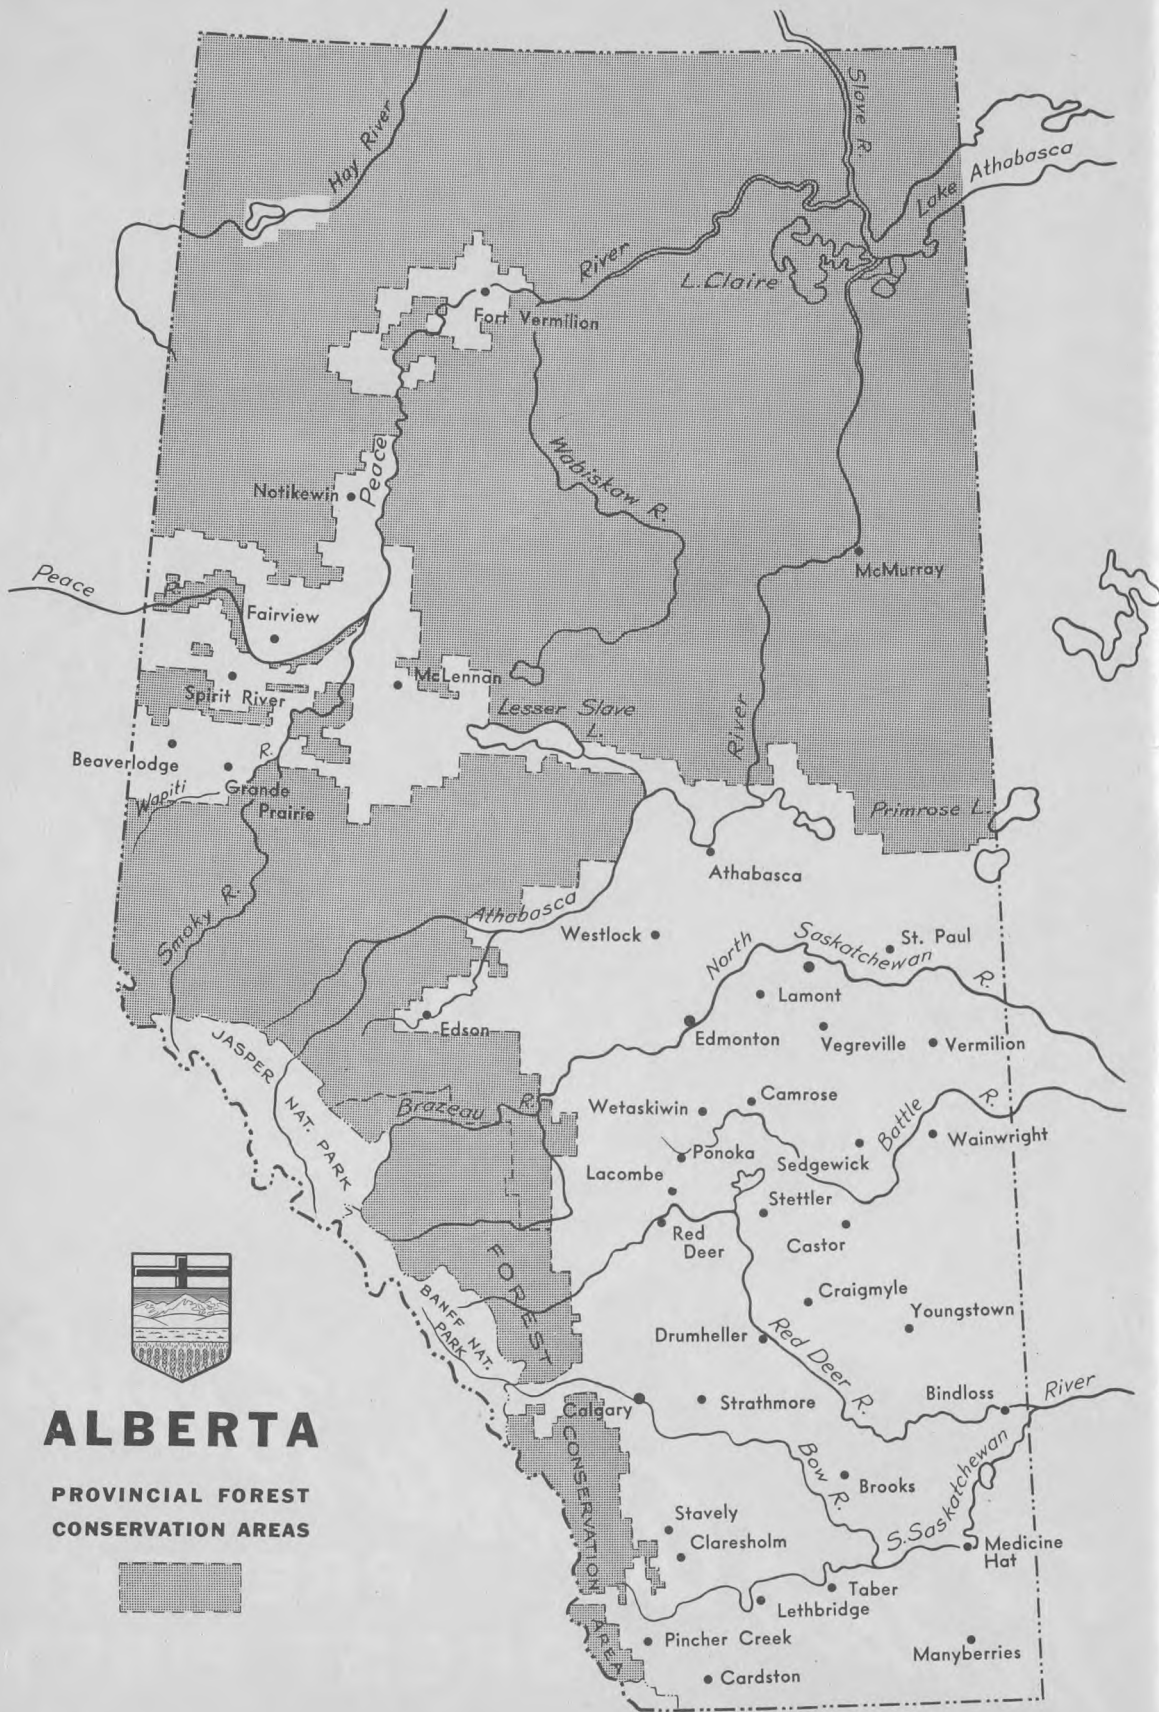 Hay River
Slave R.
Lake Athabasca
River
L. Claire
Fort Vermilion
Peace
Wabiskaw R.
Notikewin
McMurray
Peace
R.
Fairview
McLennan
Spirit River
Lesser Slave
L.
River
Beaverlodge
R.
Wapiti
Grande
Prairie
Primrose L.
Athabasca
Smoky R.
Athabasca
Westlock
North Saskatchewan R.
St. Paul
Lamont
Edson
Edmonton
Vegreville
Vermilion
JASPER
NAT. PARK
Brazeau R.
Wetaskiwin
Camrose
Battle R.
Wainwright
Ponoka
Sedgewick
Lacombe
Stettler
Red
Deer
Castor
FOREST
BANFF NAT.
PARK
Craigmyle
Youngstown
Drumheller
Red Deer R.
Calgary
Strathmore
Bindloss
River
CONSERVATION
Bow R.
Brooks
S. Saskatchewan
Stavely
Claresholm
Medicine
Hat
Taber
Lethbridge
AREA
Pincher Creek
Manyberries
Cardston
ALBERTA
PROVINCIAL FOREST
CONSERVATION AREAS